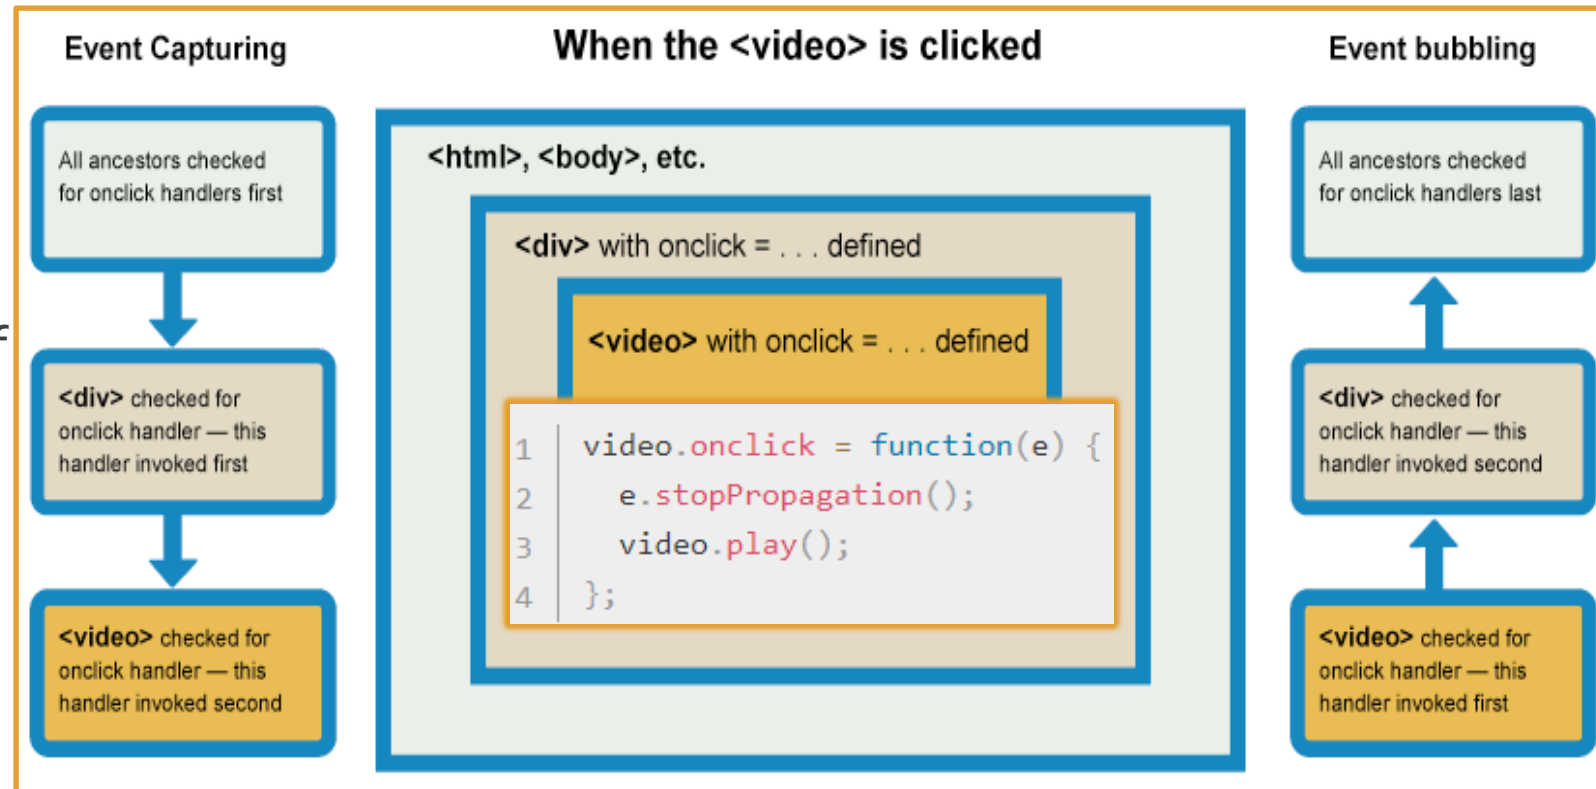 Event Capturing
When the <video> is clicked
Event bubbling
All ancestors checked
for onclick handlers first
<div> checked for
onclick handler — this
handler invoked first
<video> checked for
onclick handler — this
handler invoked second
<html>, <body>, etc.
<div> with onclick = . . . defined
<video> with onclick = . . . defined
1 video.onclick = function(e) {
2 e.stopPropagation();
3 video.play();
4 };
All ancestors checked
for onclick handlers last
<div> checked for
onclick handler — this
handler invoked second
<video> checked for
onclick handler — this
handler invoked first